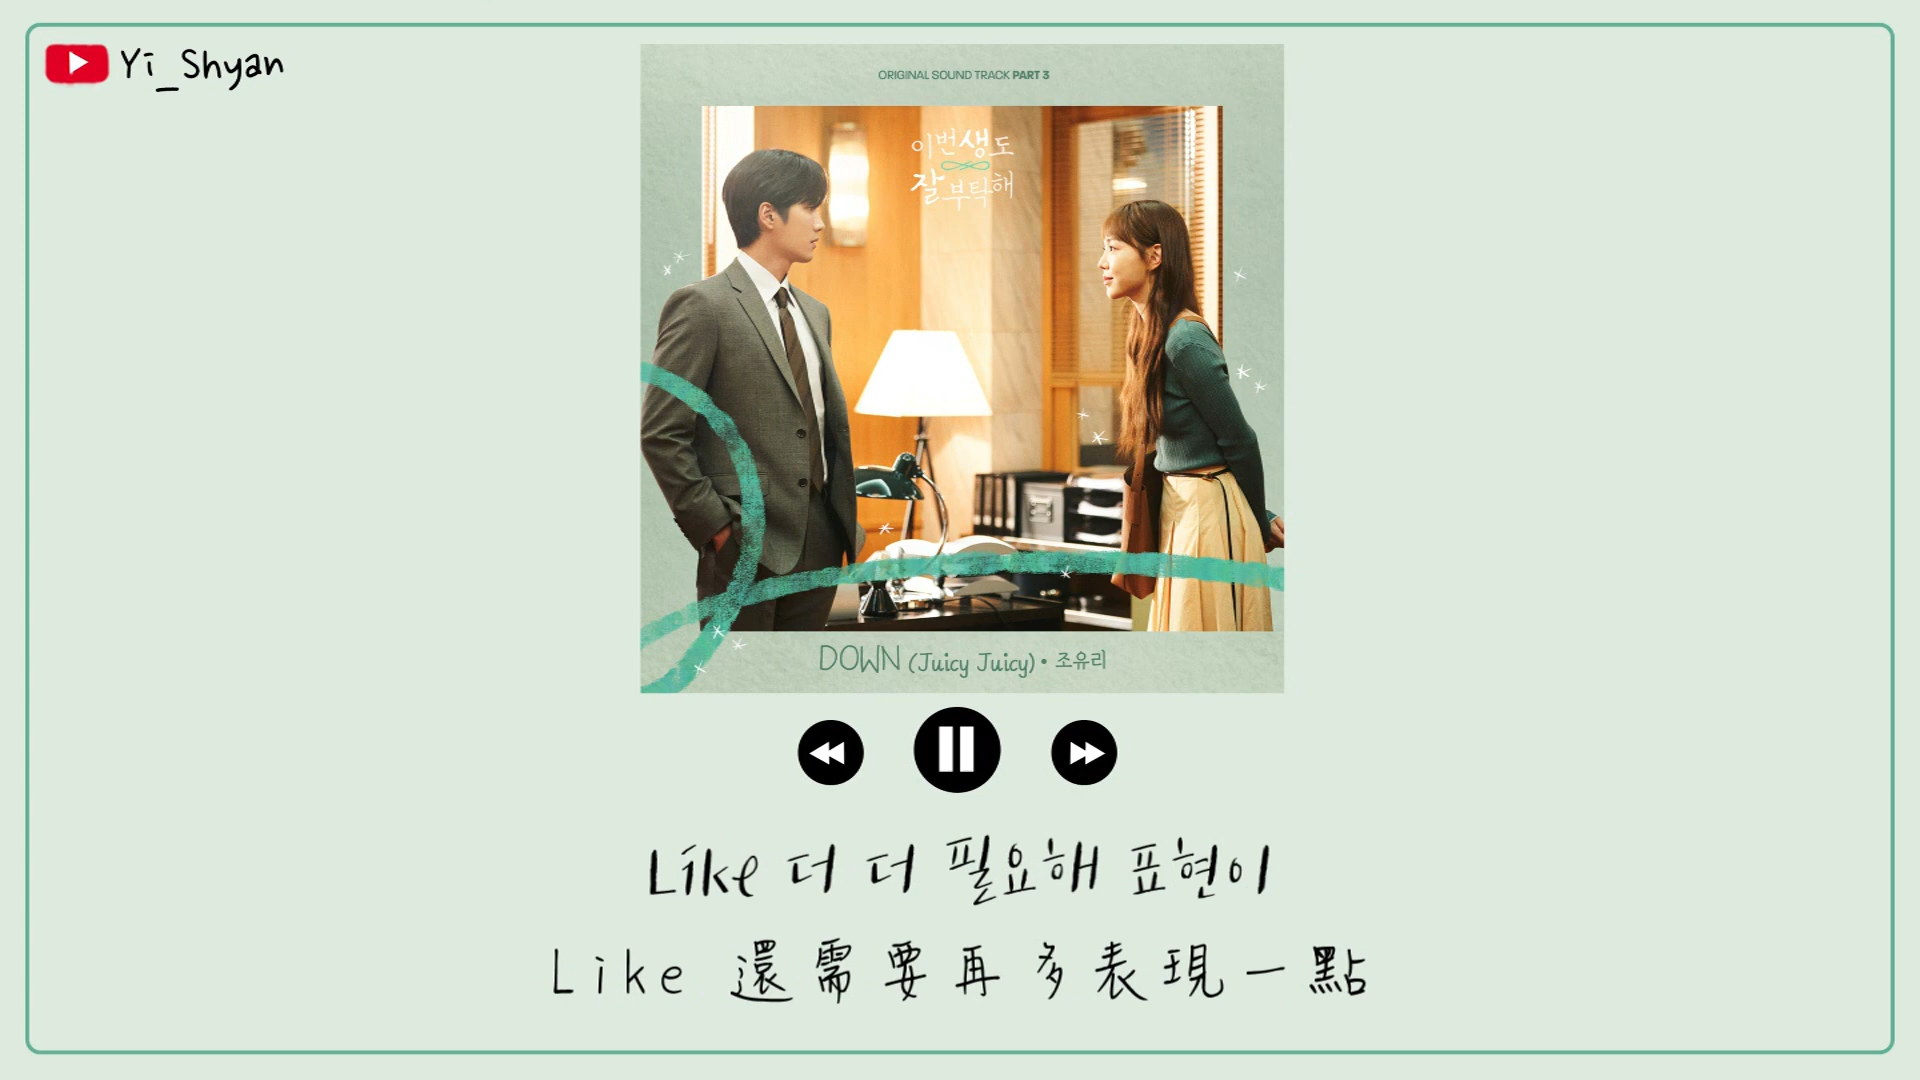 Yi_Shyan
ORIGINAL SOUND TRACK PART 3
이번생도
잘부탁해
DOWN (Juicy Juicy) • 조유리
Like 더 더 필요해 표현이
Like 還需要再多表現一點